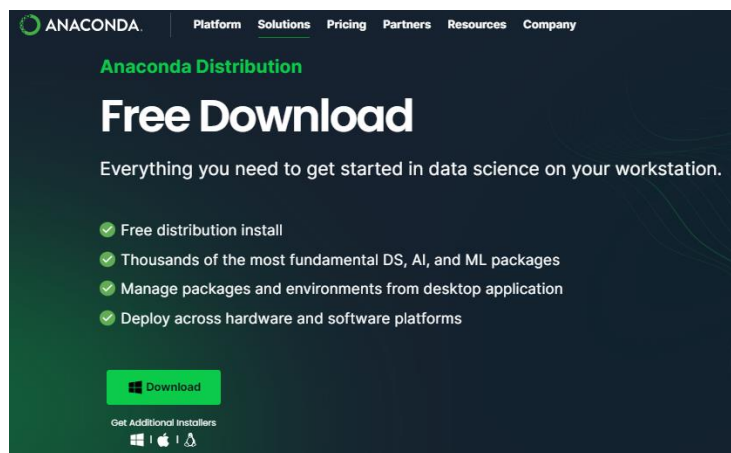 ANACONDA. Platform Solutions Pricing Partners Resources Company
Anaconda Distribution
Free Download
Everything you need to get started in data science on your workstation.
Free distribution install
Thousands of the most fundamental DS, AI, and ML packages
Manage packages and environments from desktop application
Deploy across hardware and software platforms
Download
Get Additional Installers